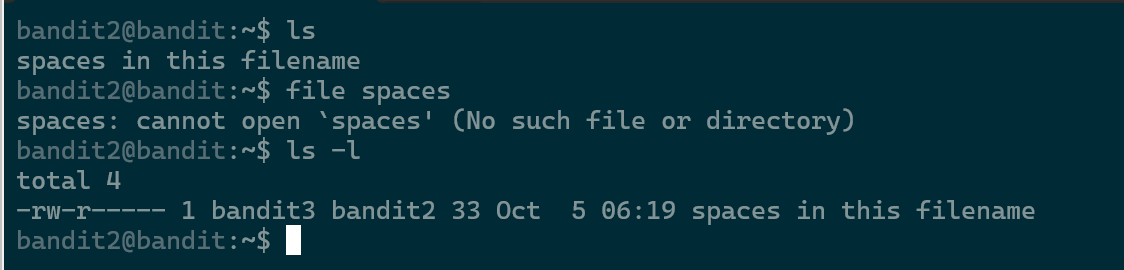 bandit2@bandit:~$ ls
spaces in this filename
bandit2@bandit:~$ file spaces
spaces: cannot open `spaces' (No such file or directory)
bandit2@bandit:~$ ls -l
total 4
-rw-r----- 1 bandit3 bandit2 33 Oct  5 06:19 spaces in this filename
bandit2@bandit:~$